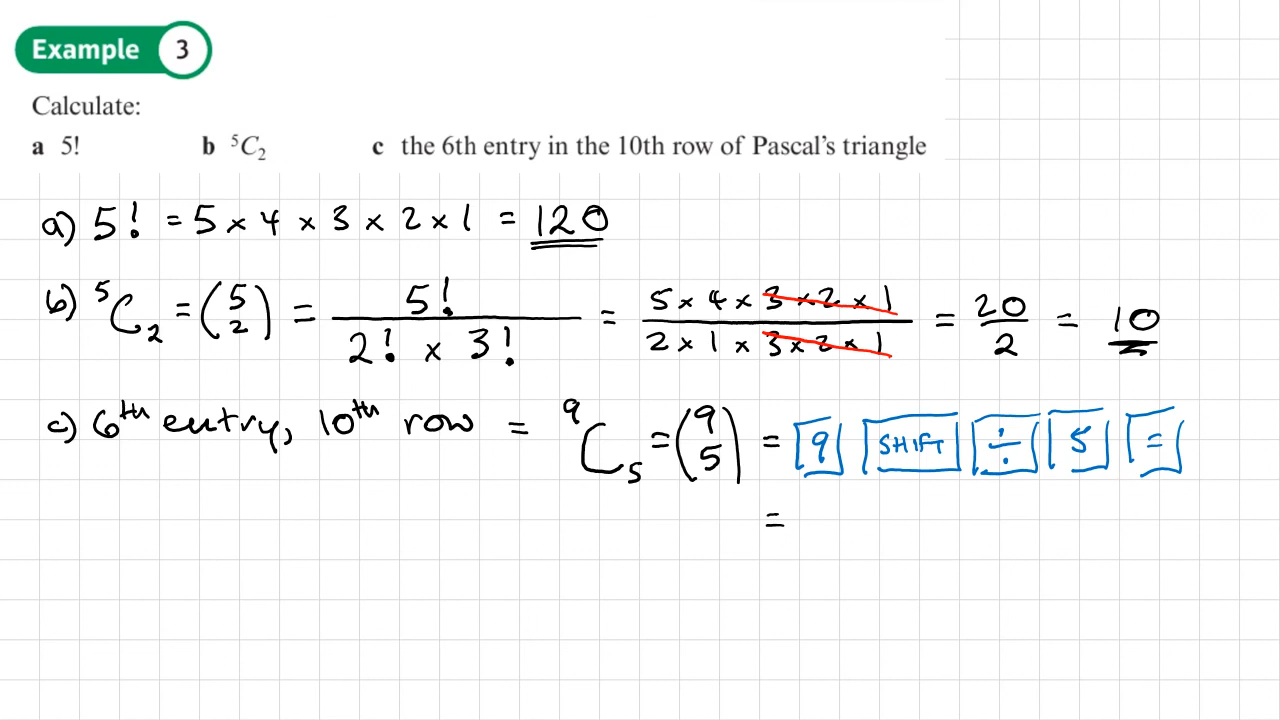 Example 3
Calculate:
a 5! b ⁵C₂ c the 6th entry in the 10th row of Pascal's triangle
a) 5! = 5 × 4 × 3 × 2 × 1 = 120
b) ⁵C₂ = (5 2) = 5! / 2! × 3! = 5 × 4 × 3 × 2 × 1 / 2 × 1 × 3 × 2 × 1 = 20 / 2 = 10
c) 6th entry, 10th row = ⁹C₅ = (9 5) = 9 SHIFT ÷ 5 =
=